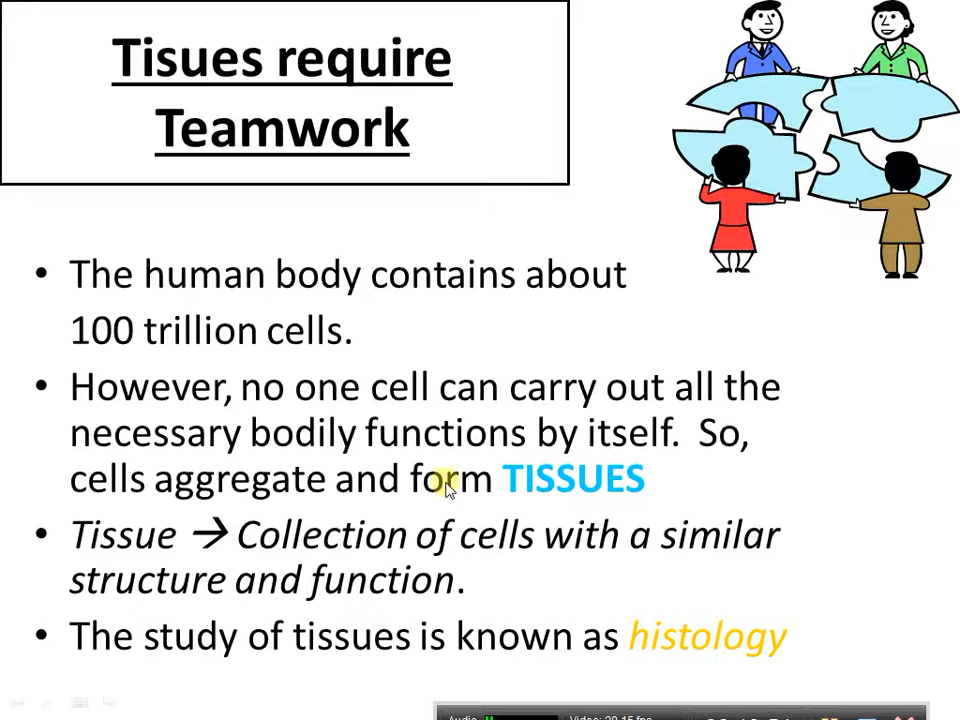 Tisues require
Teamwork
• The human body contains about
100 trillion cells.
• However, no one cell can carry out all the
necessary bodily functions by itself.  So,
cells aggregate and form TISSUES
• Tissue → Collection of cells with a similar
structure and function.
• The study of tissues is known as histology